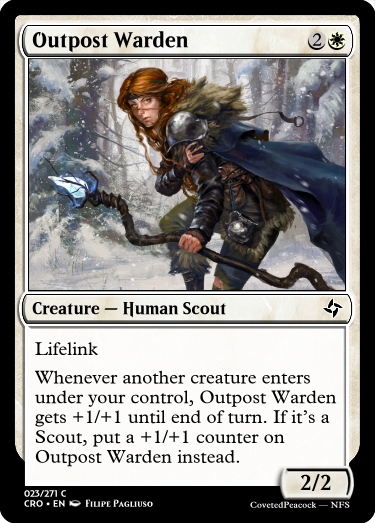 Outpost Warden 2
Creature — Human Scout
Lifelink
Whenever another creature enters
under your control, Outpost Warden
gets +1/+1 until end of turn. If it's a
Scout, put a +1/+1 counter on
Outpost Warden instead.
2/2
023/271 C
CRO • EN Filipe Pagliuso
CovetedPeacock — NFS